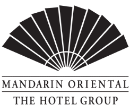 MANDARIN ORIENTAL
THE HOTEL GROUP